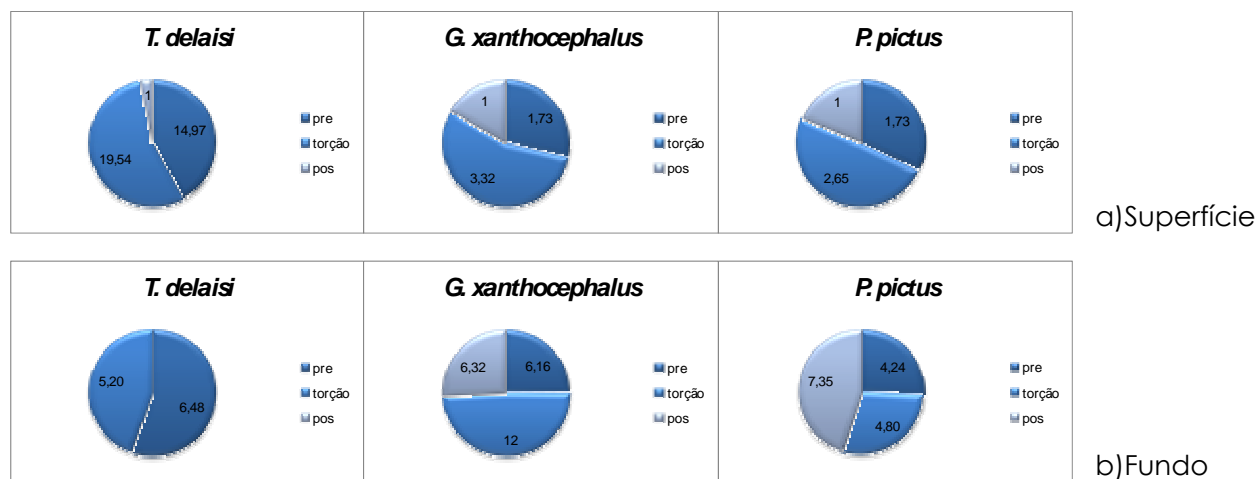 T. delaisi
1
14,97
19,54
pre
torção
pos
G. xanthocephalus
1
1,73
3,32
pre
torção
pos
P. pictus
1
1,73
2,65
pre
torção
pos
a)Superfície
T. delaisi
5,20
6,48
pre
torção
pos
G. xanthocephalus
6,32
6,16
12
pre
torção
pos
P. pictus
7,35
4,24
4,80
pre
torção
pos
b)Fundo